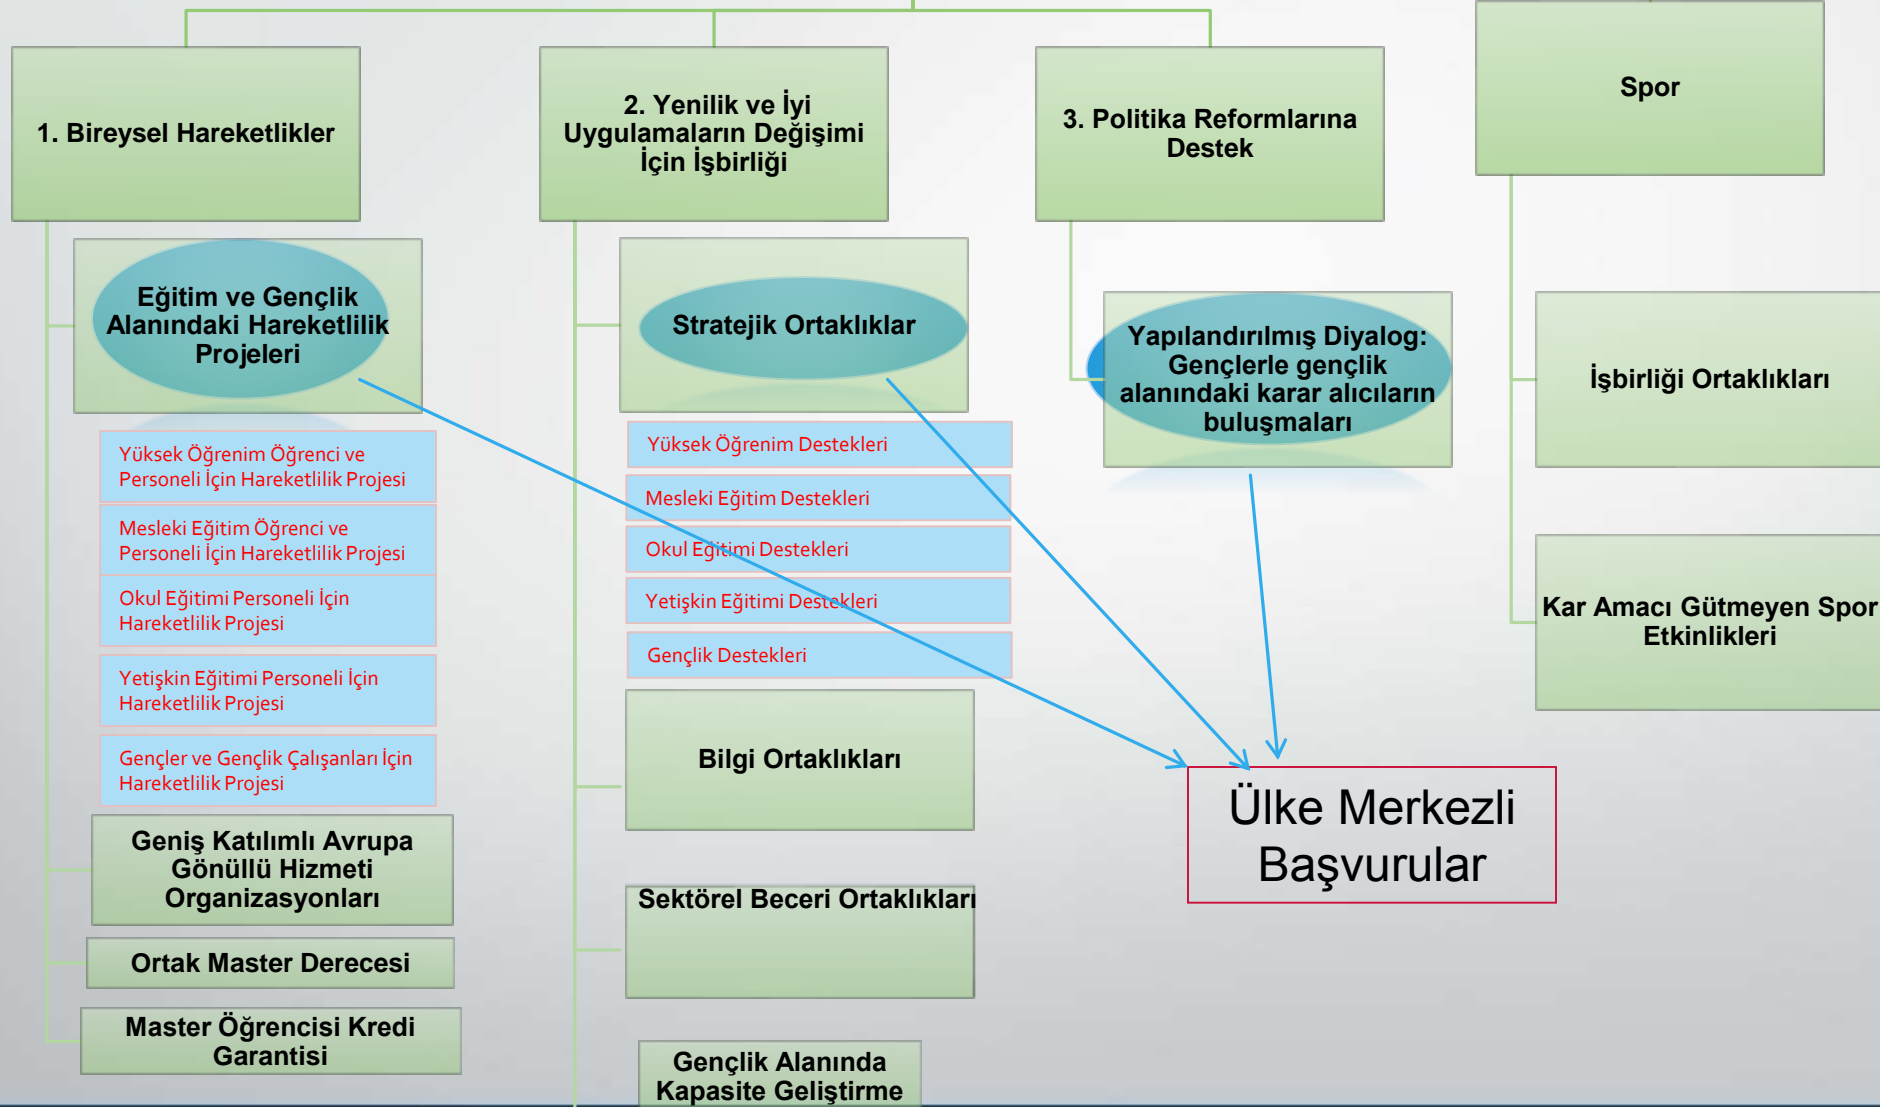 1. Bireysel Hareketlikler
Eğitim ve Gençlik
Alanındaki Hareketlilik
Projeleri
Yüksek Öğrenim Öğrenci ve
Personeli İçin Hareketlilik Projesi
Mesleki Eğitim Öğrenci ve
Personeli İçin Hareketlilik Projesi
Okul Eğitimi Personeli İçin
Hareketlilik Projesi
Yetişkin Eğitimi Personeli İçin
Hareketlilik Projesi
Gençler ve Gençlik Çalışanları İçin
Hareketlilik Projesi
Geniş Katılımlı Avrupa
Gönüllü Hizmeti
Organizasyonları
Ortak Master Derecesi
Master Öğrencisi Kredi
Garantisi
2. Yenilik ve İyi
Uygulamaların Değişimi
İçin İşbirliği
Stratejik Ortaklıklar
Yüksek Öğrenim Destekleri
Mesleki Eğitim Destekleri
Okul Eğitimi Destekleri
Yetişkin Eğitimi Destekleri
Gençlik Destekleri
Bilgi Ortaklıkları
Sektörel Beceri Ortaklıkları
Gençlik Alanında
Kapasite Geliştirme
3. Politika Reformlarına
Destek
Yapılandırılmış Diyalog:
Gençlerle gençlik
alanındaki karar alıcıların
buluşmaları
Ülke Merkezli
Başvurular
Spor
İşbirliği Ortaklıkları
Kar Amacı Gütmeyen Spor
Etkinlikleri